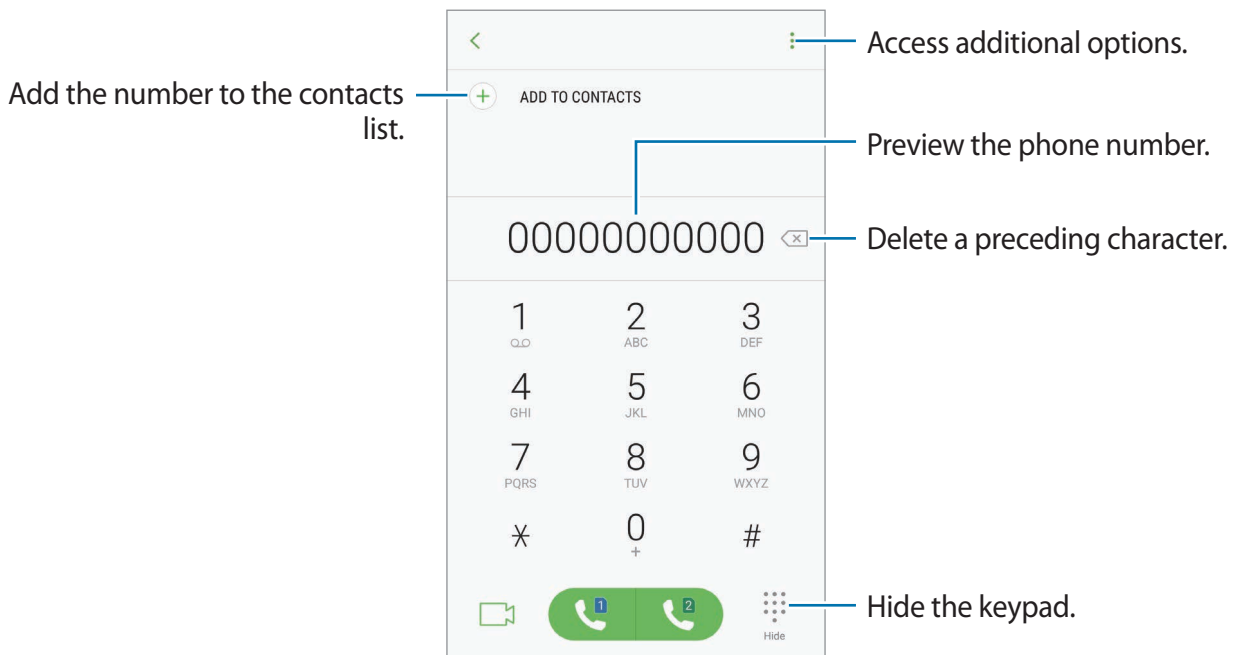 Access additional options.
Add the number to the contacts
list.
ADD TO CONTACTS
Preview the phone number.
00000000000
Delete a preceding character.
1
2
ABC
3
DEF
4
GHI
5
JKL
6
MNO
7
PQRS
8
TUV
9
WXYZ
*
0
+
#
1
2
Hide
Hide the keypad.